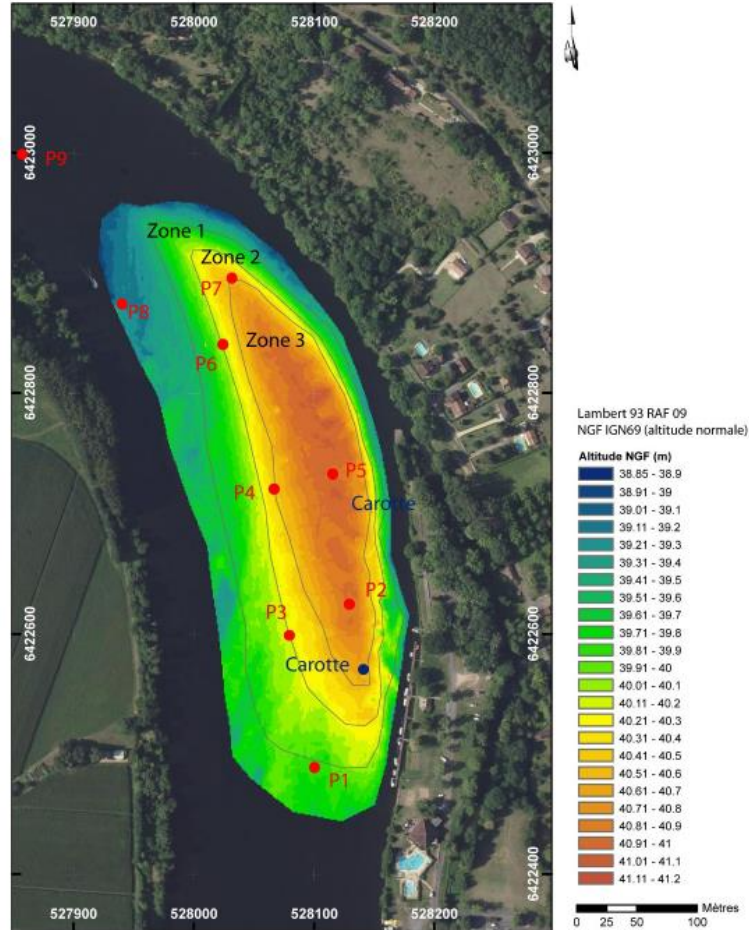 527900 528000 528100 528200
6423000
6423000
P9
Zone 1
Zone 2
P7
P8
Zone 3
P6
6422800
6422800
P5
P4
Carotte
P2
P3
6422600
6422600
Carotte
P1
6422400
6422400
527900 528000 528100 528200
Lambert 93 RAF 09
NGF IGN69 (altitude normale)
Altitude NGF (m)
38.85 - 38.9
38.91 - 39
39.01 - 39.1
39.11 - 39.2
39.21 - 39.3
39.31 - 39.4
39.41 - 39.5
39.51 - 39.6
39.61 - 39.7
39.71 - 39.8
39.81 - 39.9
39.91 - 40
40.01 - 40.1
40.11 - 40.2
40.21 - 40.3
40.31 - 40.4
40.41 - 40.5
40.51 - 40.6
40.61 - 40.7
40.71 - 40.8
40.81 - 40.9
40.91 - 41
41.01 - 41.1
41.11 - 41.2
Mètres
0 25 50 100